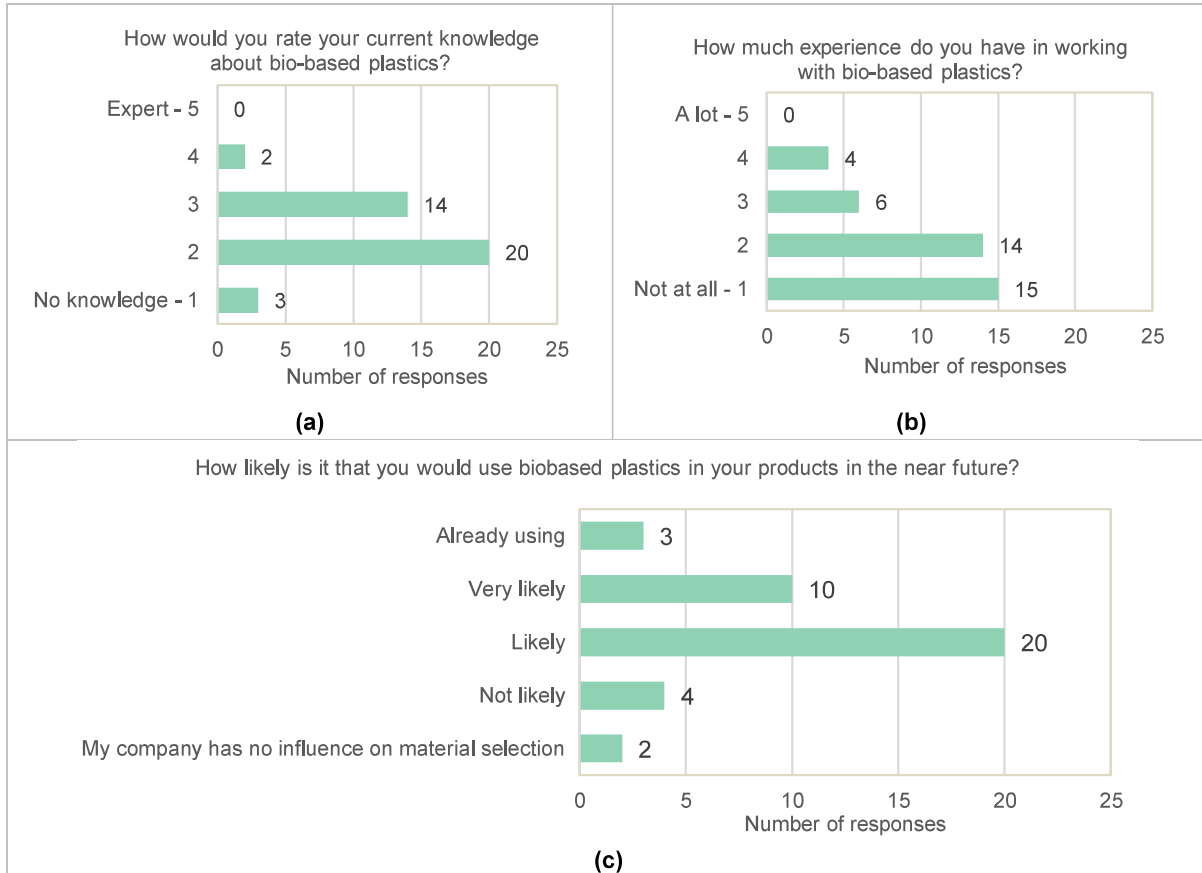 How would you rate your current knowledge
about bio-based plastics?
Expert - 5
0
4
2
3
14
2
20
No knowledge - 1
3
0 5 10 15 20 25
Number of responses
(a)
How much experience do you have in working
with bio-based plastics?
A lot - 5
0
4
4
3
6
2
14
Not at all - 1
15
0 5 10 15 20 25
Number of responses
(b)
How likely is it that you would use biobased plastics in your products in the near future?
Already using
3
Very likely
10
Likely
20
Not likely
4
My company has no influence on material selection
2
0 5 10 15 20 25
Number of responses
(c)